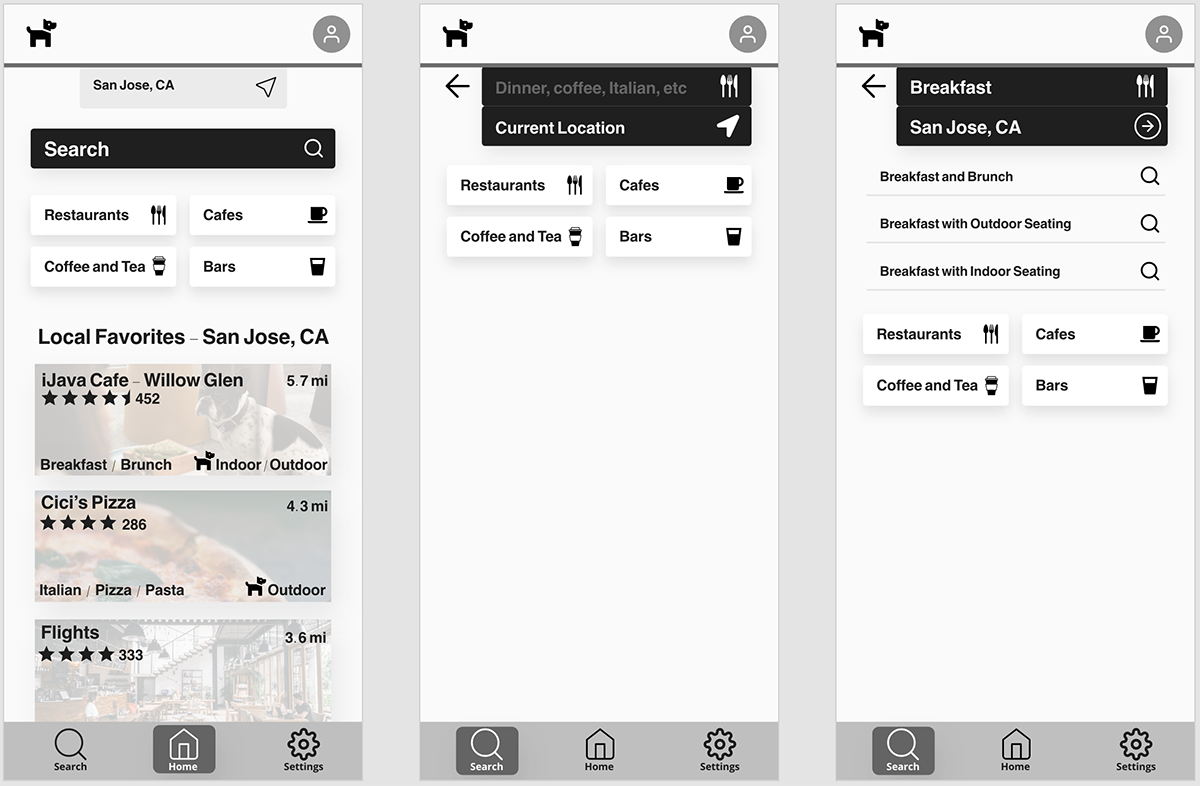 San Jose, CA
Search
Restaurants
Cafes
Coffee and Tea
Bars
Local Favorites – San Jose, CA
iJava Cafe – Willow Glen
5.7 mi
452
Breakfast / Brunch
Indoor / Outdoor
Cici's Pizza
4.3 mi
286
Italian / Pizza / Pasta
Outdoor
Flights
3.6 mi
333
Search
Home
Settings
Dinner, coffee, Italian, etc
Current Location
Restaurants
Cafes
Coffee and Tea
Bars
Search
Home
Settings
Breakfast
San Jose, CA
Breakfast and Brunch
Breakfast with Outdoor Seating
Breakfast with Indoor Seating
Restaurants
Cafes
Coffee and Tea
Bars
Search
Home
Settings